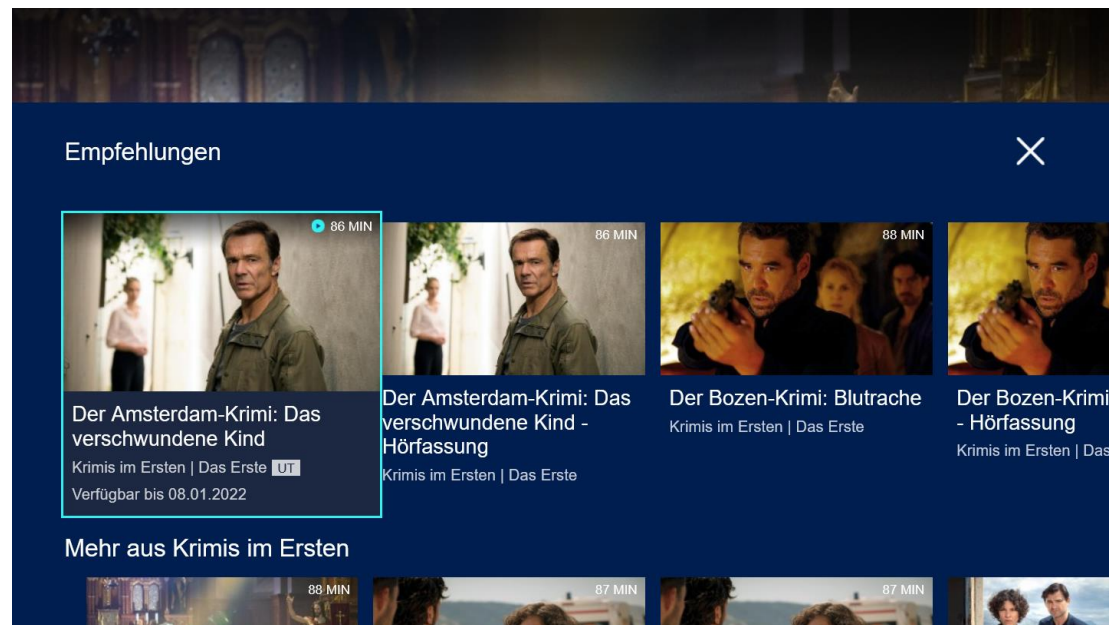 Empfehlungen
86 MIN
Der Amsterdam-Krimi: Das
verschwundene Kind
Krimis im Ersten | Das Erste UT
Verfügbar bis 08.01.2022
86 MIN
Der Amsterdam-Krimi: Das
verschwundene Kind -
Hörfassung
Krimis im Ersten | Das Erste
88 MIN
Der Bozen-Krimi: Blutrache
Krimis im Ersten | Das Erste
Der Bozen-Krimi
- Hörfassung
Krimis im Ersten | Das
Mehr aus Krimis im Ersten
88 MIN
87 MIN
87 MIN